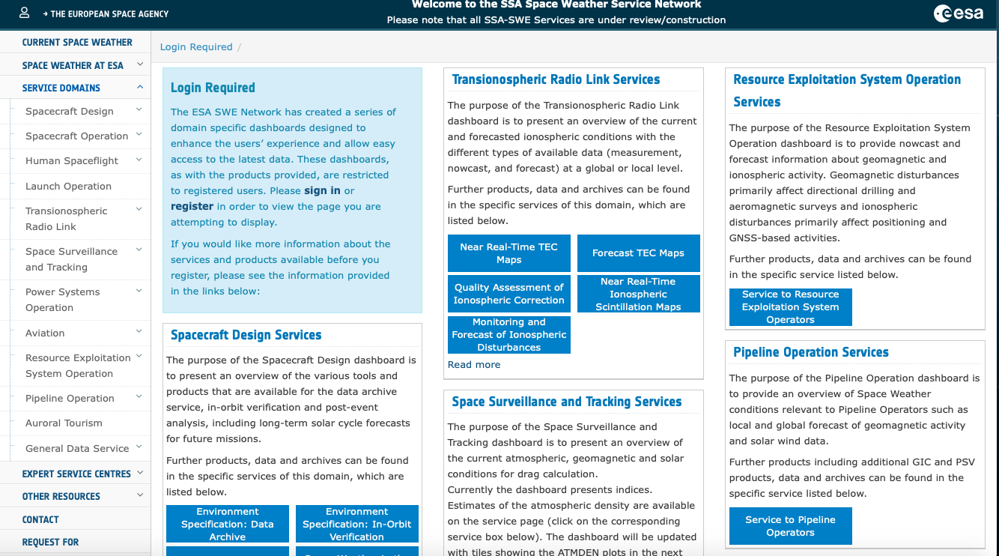 → THE EUROPEAN SPACE AGENCY
Welcome to the SSA Space Weather Service Network
Please note that all SSA-SWE Services are under review/construction
esa
CURRENT SPACE WEATHER
SPACE WEATHER AT ESA
SERVICE DOMAINS
Spacecraft Design
Spacecraft Operation
Human Spaceflight
Launch Operation
Transionospheric
Radio Link
Space Surveillance
and Tracking
Power Systems
Operation
Aviation
Resource Exploitation
System Operation
Pipeline Operation
Auroral Tourism
General Data Service
EXPERT SERVICE CENTRES
OTHER RESOURCES
CONTACT
REQUEST FOR
Login Required /
Login Required
The ESA SWE Network has created a series of
domain specific dashboards designed to
enhance the users' experience and allow easy
access to the latest data. These dashboards,
as with the products provided, are restricted
to registered users. Please sign in or
register in order to view the page you are
attempting to display.
If you would like more information about the
services and products available before you
register, please see the information provided
in the links below:
Spacecraft Design Services
The purpose of the Spacecraft Design dashboard is
to present an overview of the various tools and
products that are available for the data archive
service, in-orbit verification and post-event
analysis, including long-term solar cycle forecasts
for future missions.
Further products, data and archives can be found
in the specific services of this domain, which are
listed below.
Environment
Specification: Data
Archive
Environment
Specification: In-Orbit
Verification
Transionospheric Radio Link Services
The purpose of the Transionospheric Radio Link
dashboard is to present an overview of the current
and forecasted ionospheric conditions with the
different types of available data (measurement,
nowcast, and forecast) at a global or local level.
Further products, data and archives can be found
in the specific services of this domain, which are
listed below.
Near Real-Time TEC
Maps
Forecast TEC Maps
Quality Assessment of
Ionospheric Correction
Near Real-Time
Ionospheric
Scintillation Maps
Monitoring and
Forecast of Ionospheric
Disturbances
Read more
Space Surveillance and Tracking Services
The purpose of the Space Surveillance and
Tracking dashboard is to present an overview of
the current atmospheric, geomagnetic and solar
conditions for drag calculation.
Currently the dashboard presents indices.
Estimates of the atmospheric density are available
on the service page (click on the corresponding
service box below). The dashboard will be updated
with tiles showing the ATMDEN plots in the next
Resource Exploitation System Operation
Services
The purpose of the Resource Exploitation System
Operation dashboard is to provide nowcast and
forecast information about geomagnetic and
ionospheric activity. Geomagnetic disturbances
primarily affect directional drilling and
aeromagnetic surveys and ionospheric
disturbances primarily affect positioning and
GNSS-based activities.
Further products, data and archives can be found
in the specific service listed below.
Service to Resource
Exploitation System
Operators
Pipeline Operation Services
The purpose of the Pipeline Operation dashboard is
to provide an overview of Space Weather
conditions relevant to Pipeline Operators such as
local and global forecast of geomagnetic activity
and solar wind data.
Further products including additional GIC and PSV
products, data and archives can be found in the
specific service listed below.
Service to Pipeline
Operators